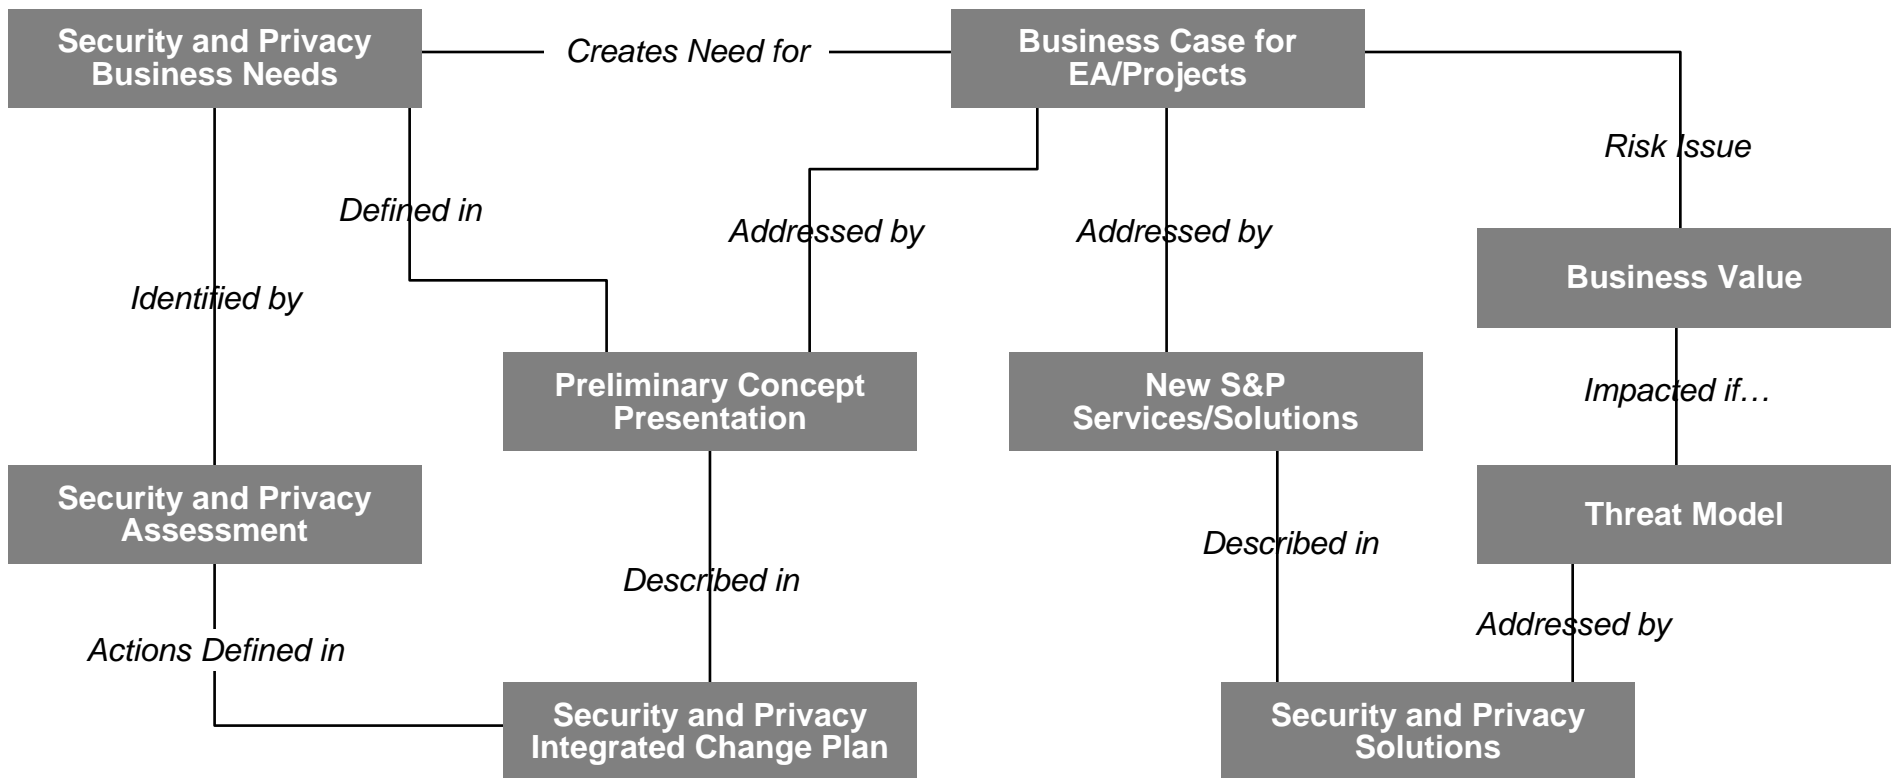 Security and Privacy
Business Needs
Creates Need for
Business Case for
EA/Projects
Risk Issue
Defined in
Addressed by
Addressed by
Identified by
Business Value
Preliminary Concept
Presentation
New S&P
Services/Solutions
Impacted if…
Security and Privacy
Assessment
Threat Model
Described in
Described in
Actions Defined in
Addressed by
Security and Privacy
Integrated Change Plan
Security and Privacy
Solutions